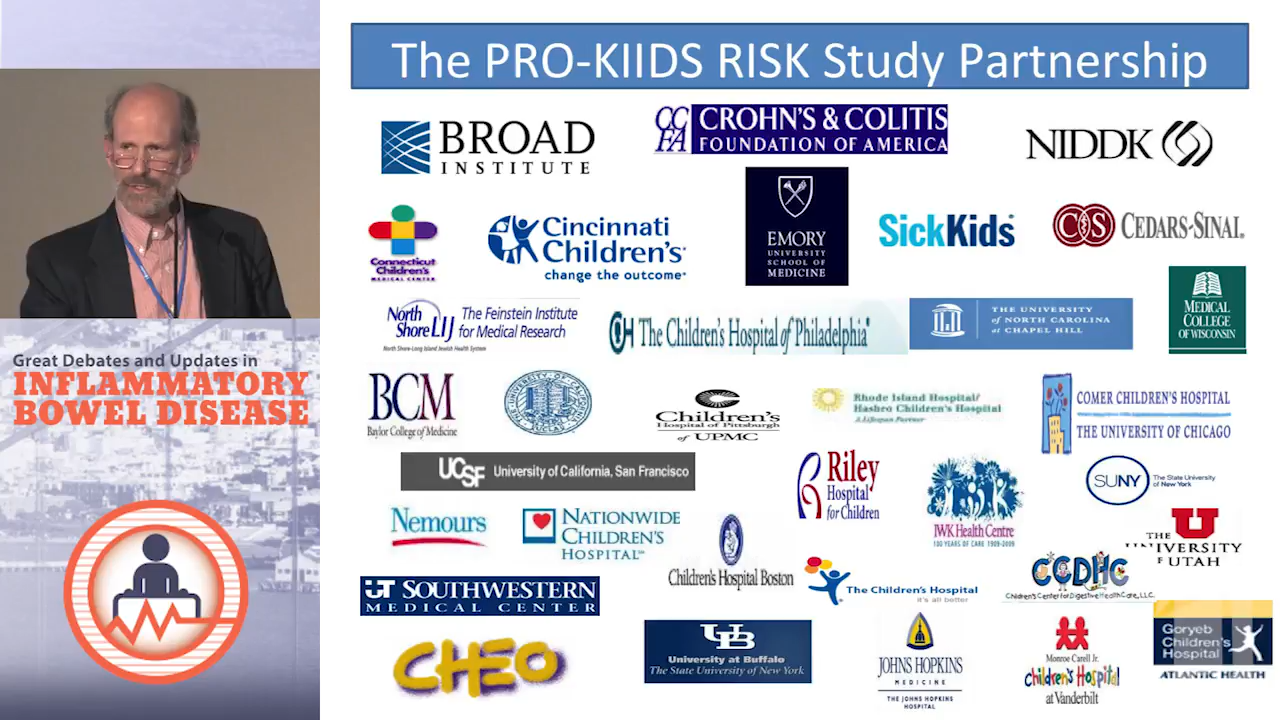 The PRO-KIIDS RISK Study Partnership
BROAD
INSTITUTE
CCFA
CROHN'S & COLITIS
FOUNDATION OF AMERICA
NIDDK
Connecticut
Children's
MEDICAL CENTER
Cincinnati
Children's
change the outcome
EMORY
UNIVERSITY
SCHOOL OF
MEDICINE
SickKids
CEDARS-SINAI.
North
Shore LIJ
North Shore-Long Island Jewish Health System
The Feinstein Institute
for Medical Research
The Children's Hospital of Philadelphia
THE UNIVERSITY
of NORTH CAROLINA
at CHAPEL HILL
MEDICAL
COLLEGE
OF WISCONSIN
BCM
Baylor College of Medicine
Children's
Hospital of Pittsburgh
of UPMC
Rhode Island Hospital/
Hasbro Children's Hospital
A Lifespan Partner
COMER CHILDREN'S HOSPITAL
THE UNIVERSITY OF CHICAGO
UCSF University of California, San Francisco
Riley
Hospital
for Children
IWK Health Centre
100 YEARS OF CARE 1909-2009
SUNY
The State University
of New York
Nemours
NATIONWIDE
CHILDREN'S
HOSPITAL
Children's Hospital Boston
The Children's Hospital
it's all better
CCDHC
Children's Center for Digestive Health Care, LLC.
THE
UNIVERSITY
OF UTAH
UT SOUTHWESTERN
MEDICAL CENTER
CHEO
UB
University at Buffalo
The State University of New York
JOHNS HOPKINS
MEDICINE
THE JOHNS HOPKINS
HOSPITAL
Monroe Carell Jr.
Children's Hospital
at Vanderbilt
Goryeb
Children's
Hospital
ATLANTIC HEALTH
Great Debates and Updates in
INFLAMMATORY
BOWEL DISEASE